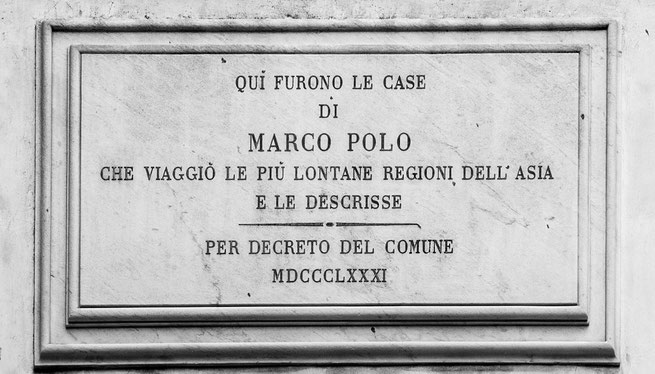 QUI FURONO LE CASE
DI
MARCO POLO
CHE VIAGGIÒ LE PIÙ LONTANE REGIONI DELL'ASIA
E LE DESCRISSE
PER DECRETO DEL COMUNE
MDCCCLXXXI